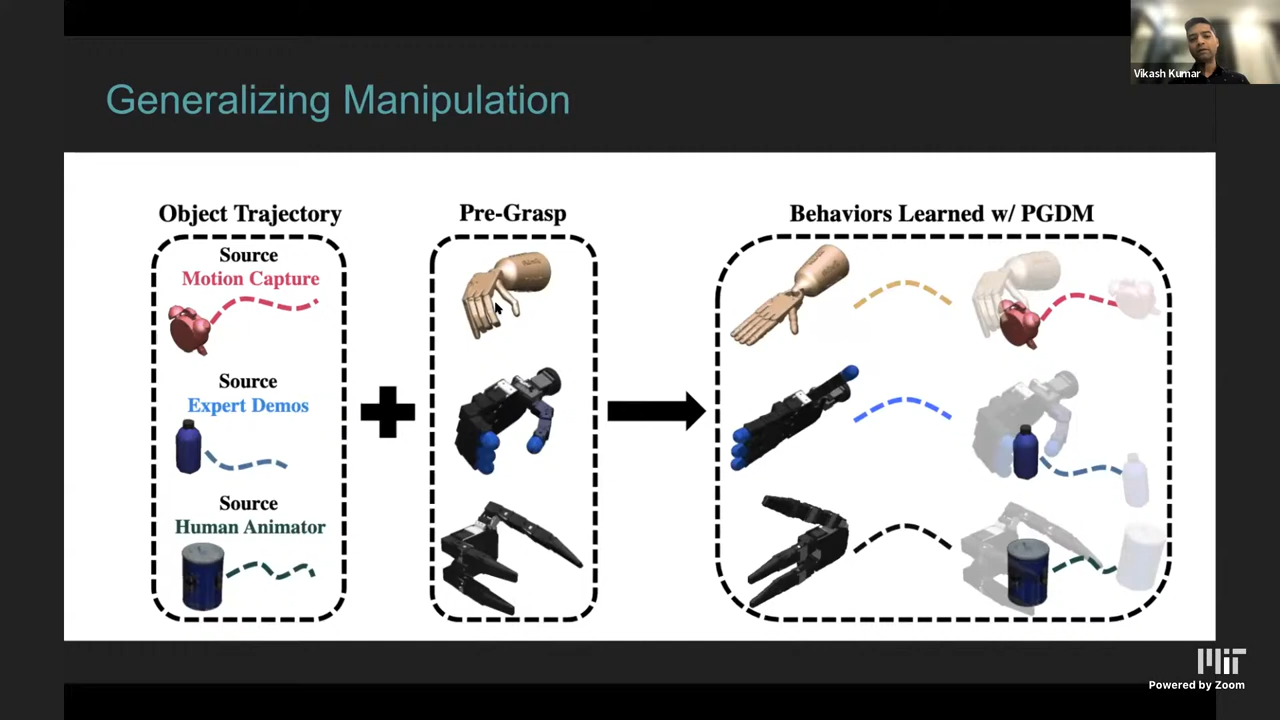 Vikash Kumar
Generalizing Manipulation
Object Trajectory
Source
Motion Capture
Source
Expert Demos
Source
Human Animator
Pre-Grasp
Behaviors Learned w/ PGDM
MIT
Powered by Zoom